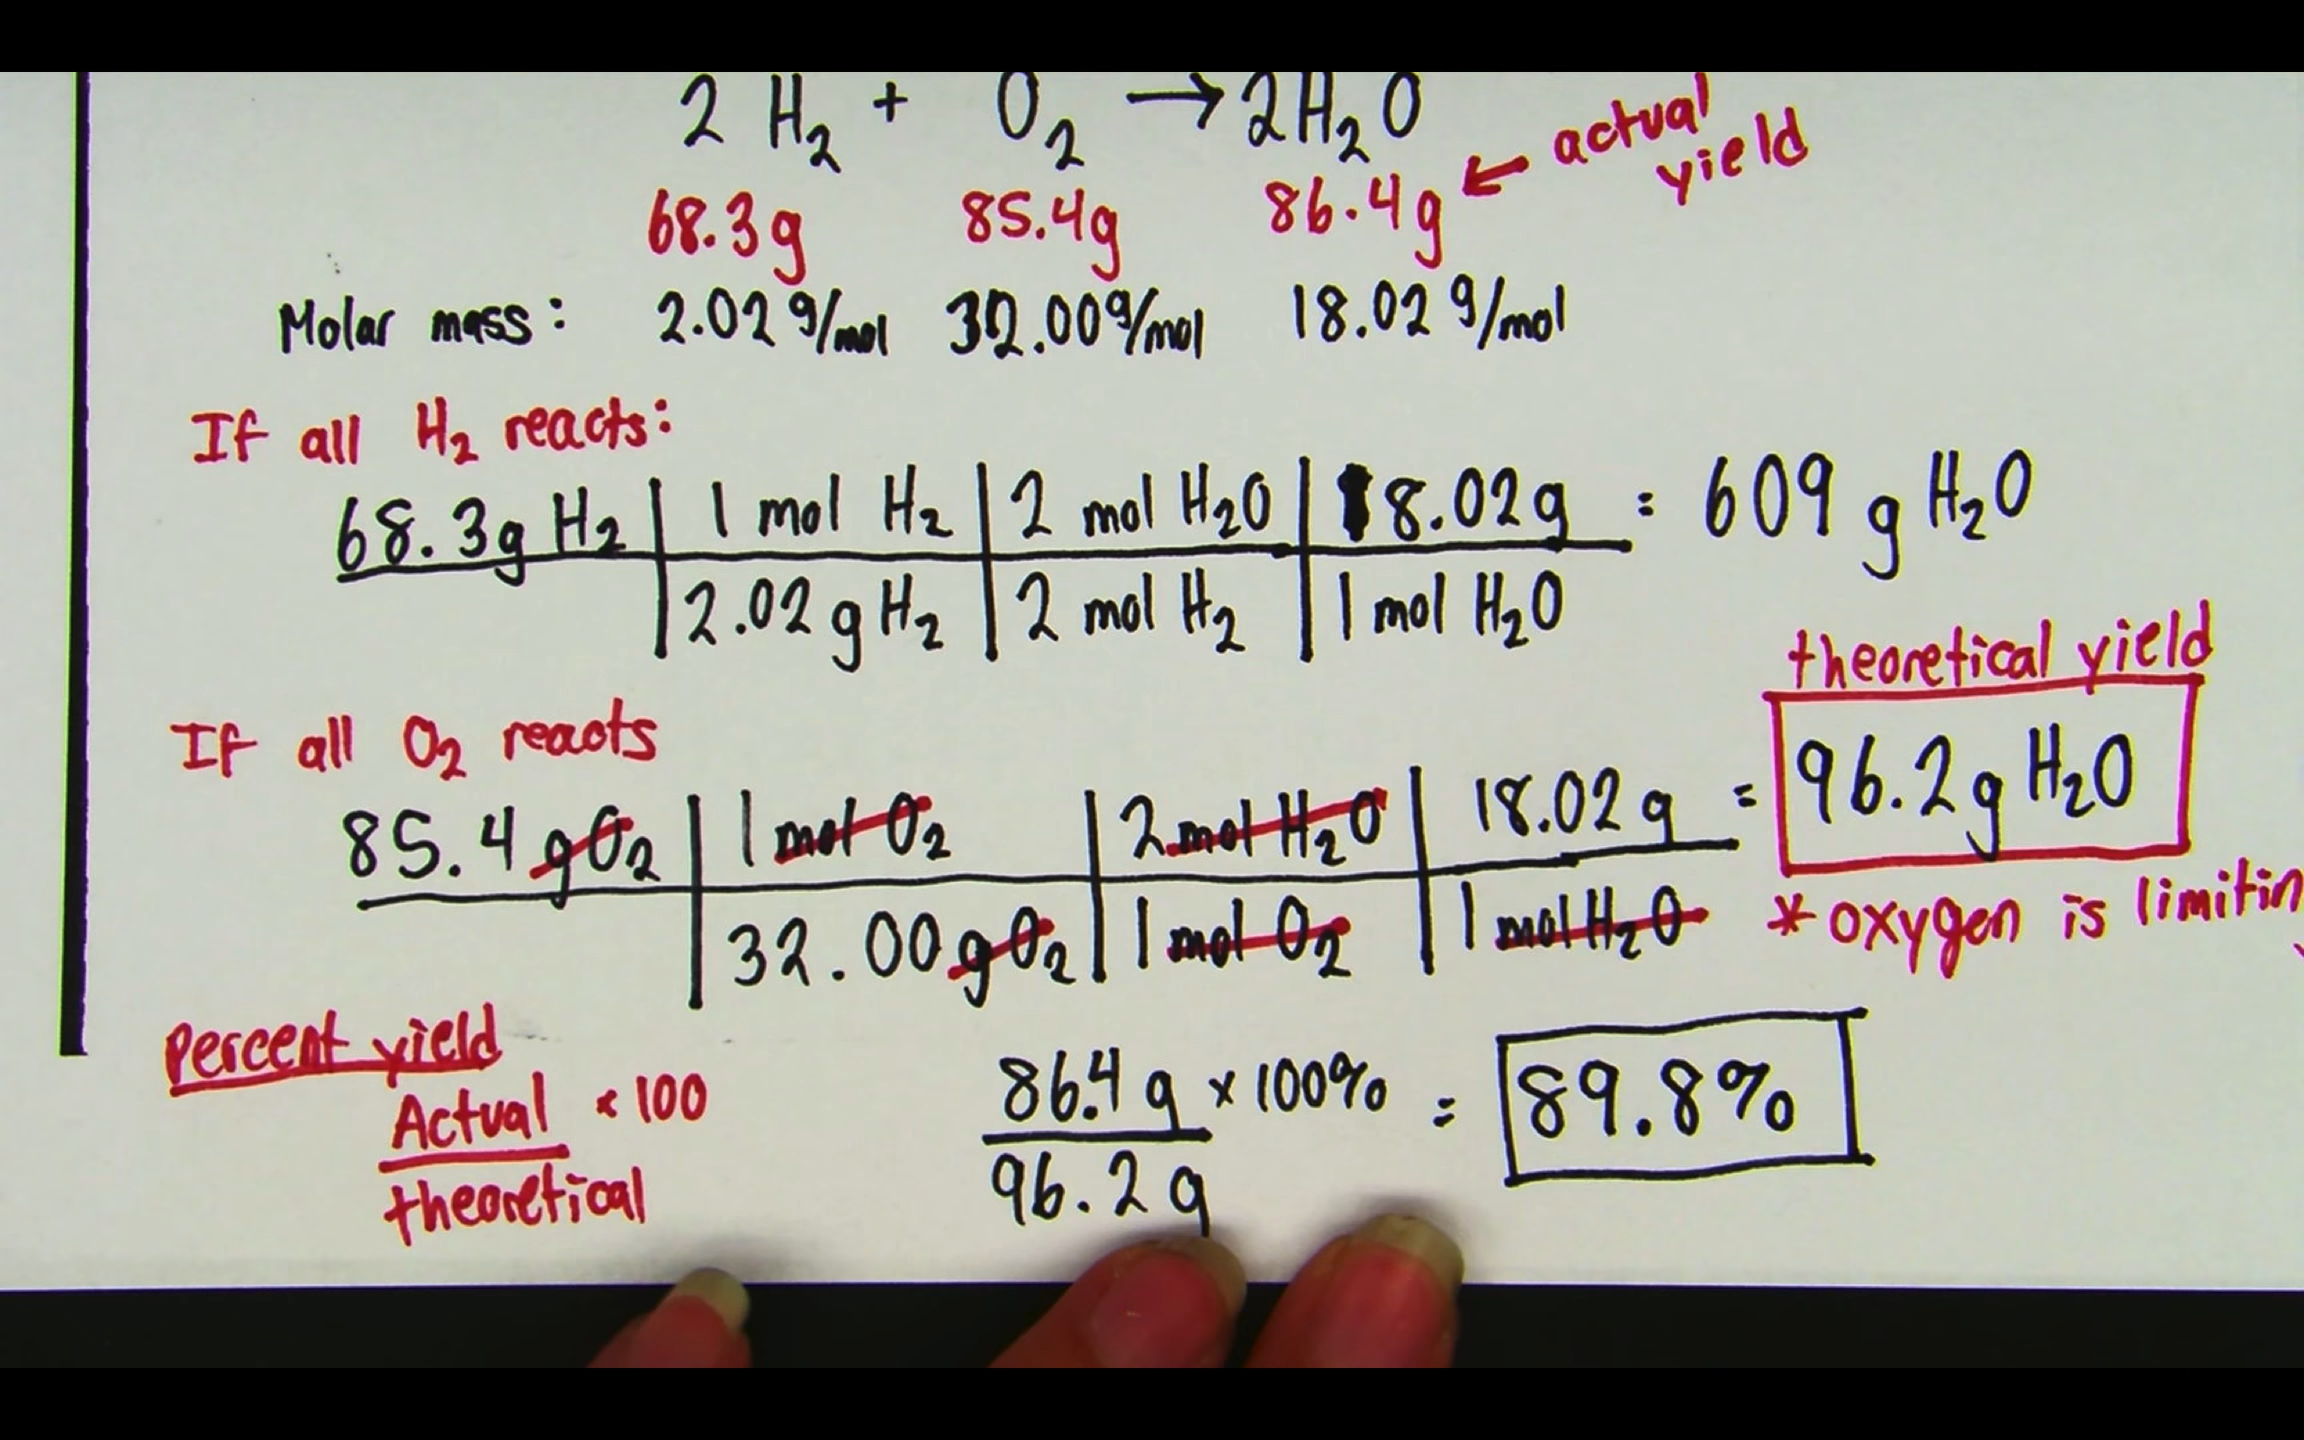 2 H₂ + O₂ → 2H₂O
actual yield
68.3g 85.4g 86.4g ←
Molar mass: 2.02 g/mol 32.00 g/mol 18.02 g/mol
If all H₂ reacts:
68.3g H₂ | 1 mol H₂ | 2 mol H₂O | 18.02g = 609 g H₂O
2.02 g H₂ | 2 mol H₂ | 1 mol H₂O
theoretical yield
If all O₂ reacts
85.4 g O₂ | 1 mol O₂ | 2 mol H₂O | 18.02 g = 96.2g H₂O
32.00 g O₂ | 1 mol O₂ | 1 mol H₂O
* oxygen is limitin
Percent yield
Actual × 100
theoretical
86.4 g × 100% = 89.8%
96.2 g